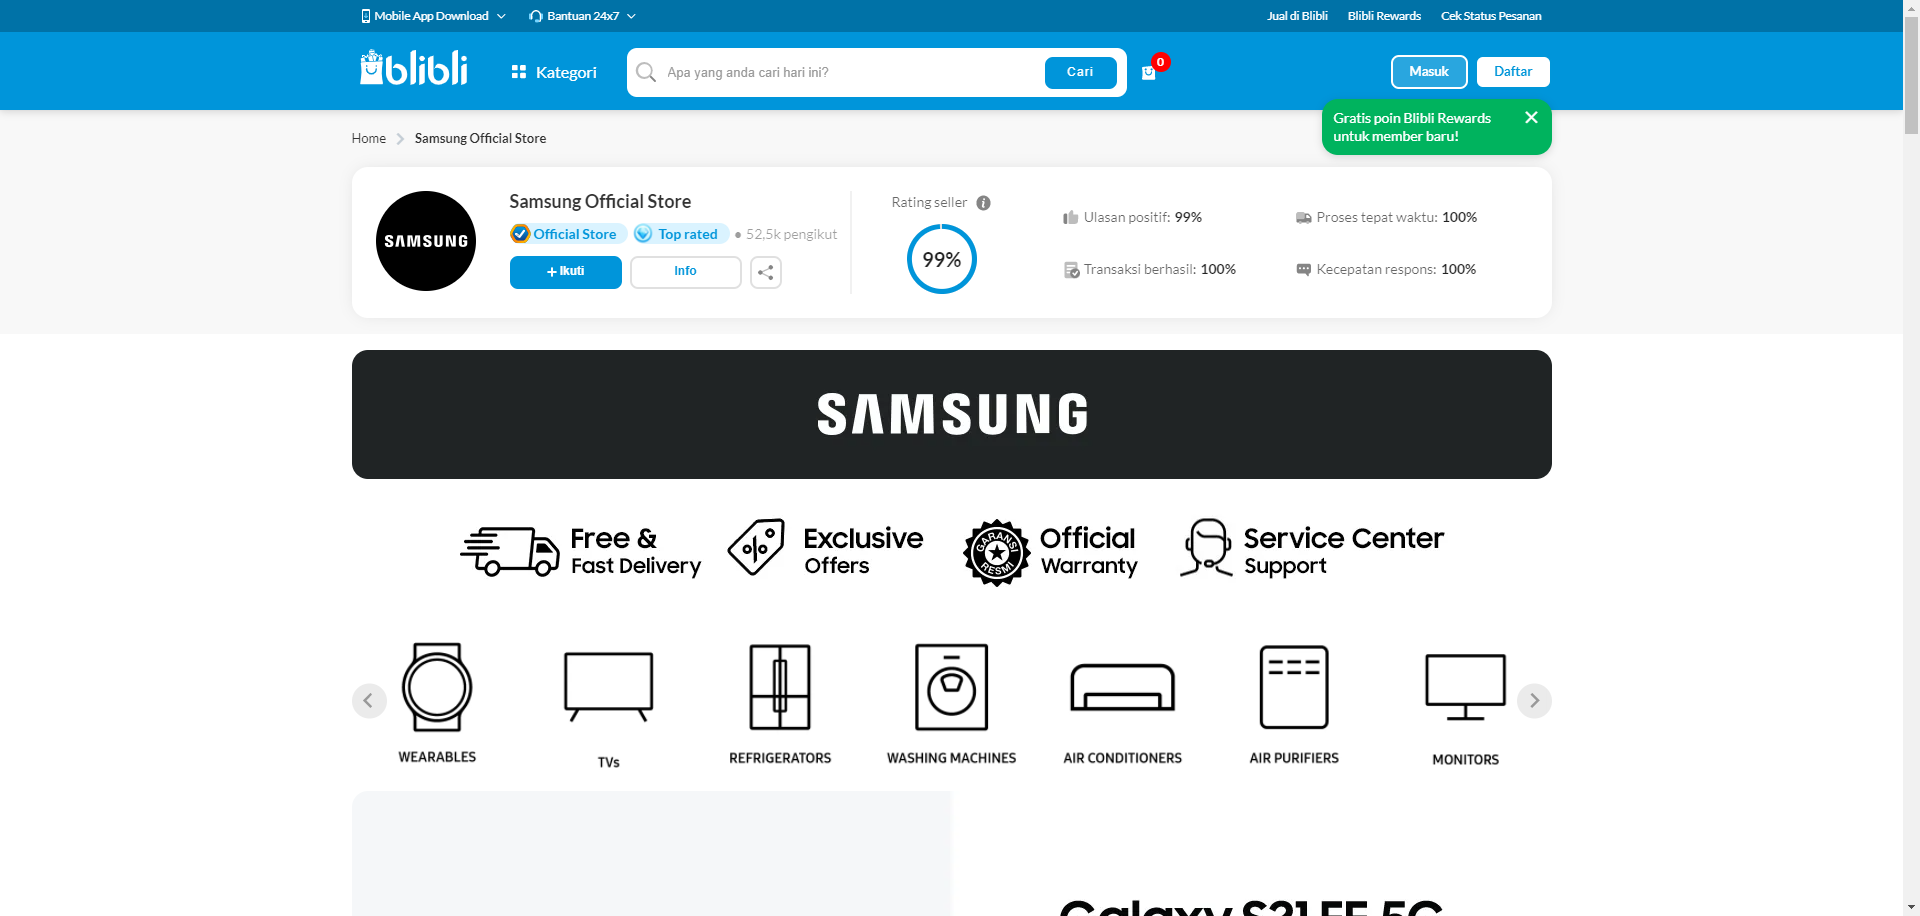 Mobile App Download
Bantuan 24x7
Jual di Blibli
Blibli Rewards
Cek Status Pesanan
blibli
Kategori
Apa yang anda cari hari ini?
Cari
0
Masuk
Daftar
Gratis poin Blibli Rewards
untuk member baru!
Home
Samsung Official Store
SAMSUNG
Samsung Official Store
Official Store
Top rated
• 52,5k pengikut
+ Ikuti
Info
Rating seller
99%
Ulasan positif: 99%
Proses tepat waktu: 100%
Transaksi berhasil: 100%
Kecepatan respons: 100%
SAMSUNG
Free &
Fast Delivery
Exclusive
Offers
GARANSI
RESMI
Official
Warranty
Service Center
Support
WEARABLES
TVs
REFRIGERATORS
WASHING MACHINES
AIR CONDITIONERS
AIR PURIFIERS
MONITORS
Galaxy S21 FE 5G